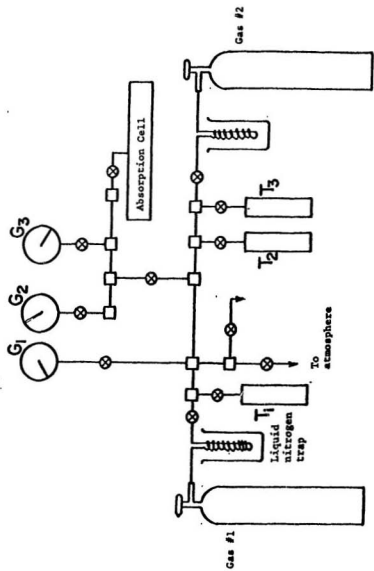 G1
G2
G3
Absorption Cell
Gas #2
T3
T2
To
atmosphere
T1
Liquid
nitrogen
trap
Gas #1